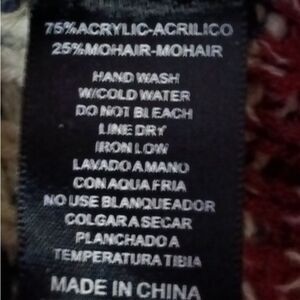 75%ACRYLIC-ACRILICO
25%MOHAIR-MOHAIR
HAND WASH
W/COLD WATER
DO NOT BLEACH
LINE DRY
IRON LOW
LAVADO A MANO
CON AQUA FRIA
NO USE BLANQUEADOR
COLGAR A SECAR
PLANCHADO A
TEMPERATURA TIBIA
MADE IN CHINA